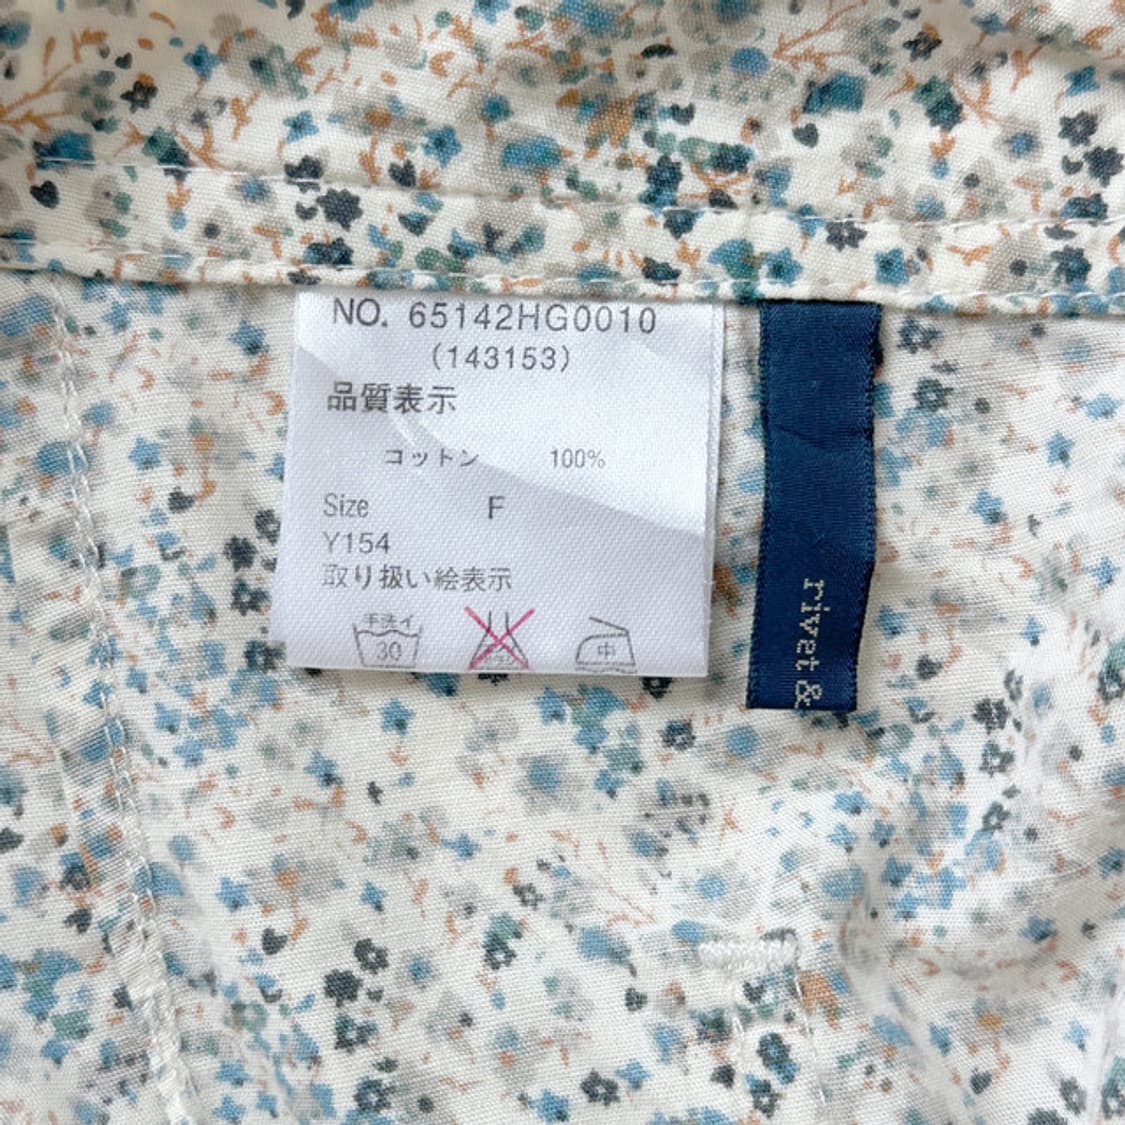 NO. 65142HG0010
(143153)
品質表示
コットン 100%
Size F
Y154
取り扱い絵表示
手洗イ
30
中
rivet &